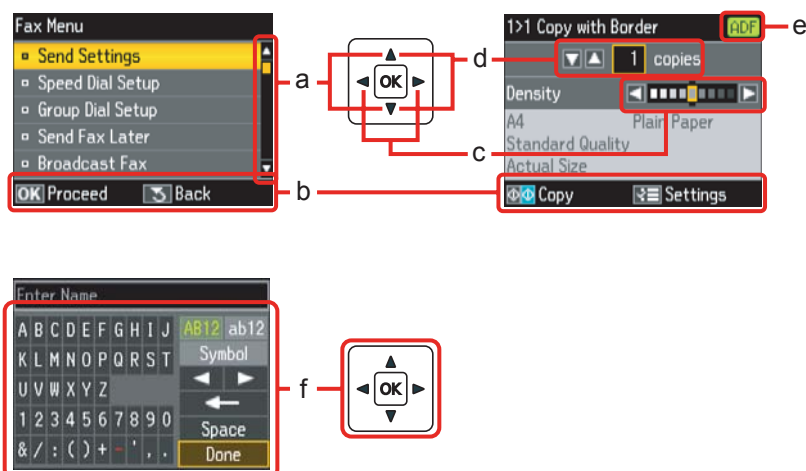 Fax Menu
Send Settings
Speed Dial Setup
Group Dial Setup
Send Fax Later
Broadcast Fax
OK Proceed Back
a
b
OK
d
c
1>1 Copy with Border ADF
e
1 copies
Density
A4 Plain Paper
Standard Quality
Actual Size
Copy Settings
Enter Name
A B C D E F G H I J AB12 ab12
K L M N O P Q R S T Symbol
U V W X Y Z
1 2 3 4 5 6 7 8 9 0 Space
& / : ( ) + - ' , . Done
f
OK